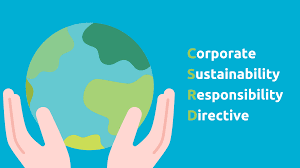 Corporate
Sustainability
Responsibility
Directive